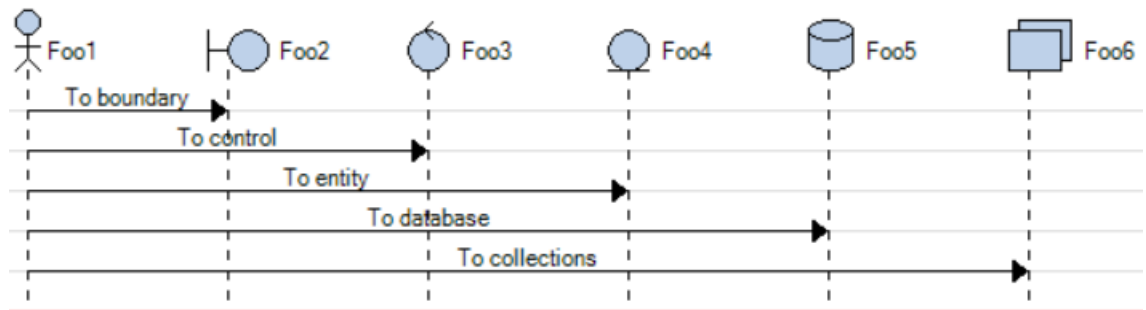 Foo1 Foo2 Foo3 Foo4 Foo5 Foo6
To boundary
To control
To entity
To database
To collections